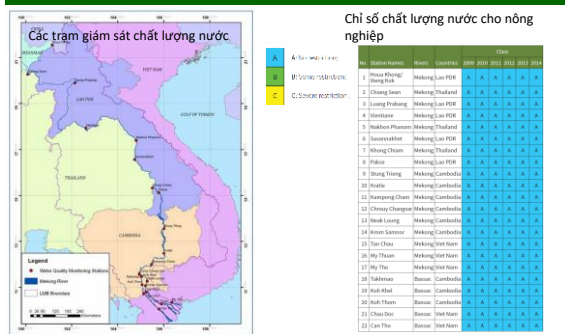 Các trạm giám sát chất lượng nước
Chỉ số chất lượng nước cho nông
nghiệp
A A: No restriction;
B B: Some restriction;
C C: Severe restriction
VIET NAM
LAO PDR
GULF OF TONKIN
THAILAND
CAMBODIA
Legend
Water Quality Monitoring Stations
Mekong River
LMB Boundary
Class
No. Station Names Rivers Countries 2009 2010 2011 2012 2013 2014
1 Houa Khong/ Mekong Lao PDR A A A A A A
2 Chiang Saen Mekong Thailand A A A A A A
3 Luang Prabang Mekong Lao PDR A A A A A A
4 Vientiane Mekong Lao PDR A A A A A A
5 Nakhon Phanom Mekong Thailand A A A A A A
6 Savannakhet Mekong Lao PDR A A A A A A
7 Khong Chiam Mekong Thailand A A A A A A
8 Pakse Mekong Lao PDR A A A A A A
9 Stung Trieng Mekong Cambodia A A A A A A
10 Kratie Mekong Cambodia A A A A A A
11 Kampong Cham Mekong Cambodia A A A A A A
12 Chrouy Changvar Mekong Cambodia A A A A A A
13 Neak Loung Mekong Cambodia A A A A A A
14 Krom Samnor Mekong Cambodia A A A A A A
15 Tan Chau Mekong Viet Nam A A A A A A
16 My Thuan Mekong Viet Nam A A A A A A
17 My Tho Mekong Viet Nam A A A A A A
18 Takhmao Bassac Cambodia A A A A A A
19 Koh Khel Bassac Cambodia A A A A A A
20 Koh Thom Bassac Cambodia A A A A A A
21 Chau Doc Bassac Viet Nam A A A A A A
22 Can Tho Bassac Viet Nam A A A A A A